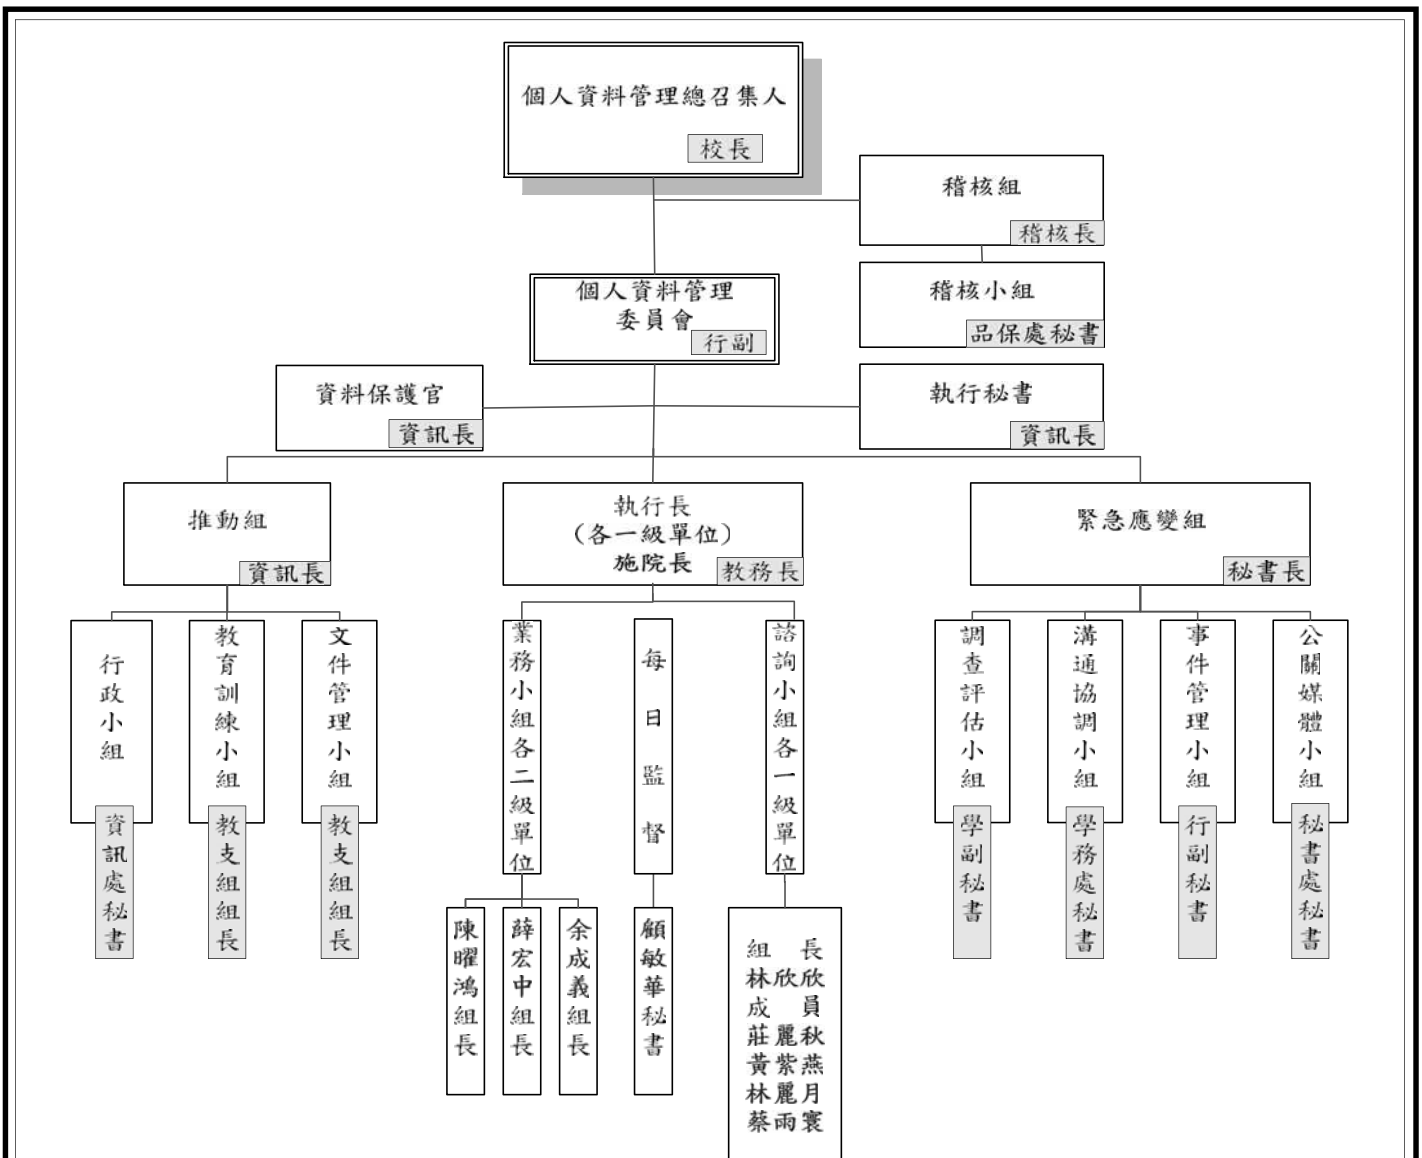 個人資料管理總召集人
校長
稽核組
稽核長
稽核小組
品保處秘書
個人資料管理
委員會
行副
資料保護官
資訊長
執行秘書
資訊長
推動組
資訊長
執行長
（各一級單位）
施院長
教務長
緊急應變組
秘書長
行政小組
資訊處秘書
教育訓練小組
教支組組長
文件管理小組
教支組組長
業務小組各二級單位
每日監督
諮詢小組各一級單位
調查評估小組
學副秘書
溝通協調小組
學務處秘書
事件管理小組
行副秘書
公關媒體小組
秘書處秘書
陳曜鴻組長
薛宏中組長
余成義組長
顧敏華秘書
組 長
林欣欣
成 員
莊麗秋
黃紫燕
林麗月
蔡雨寰